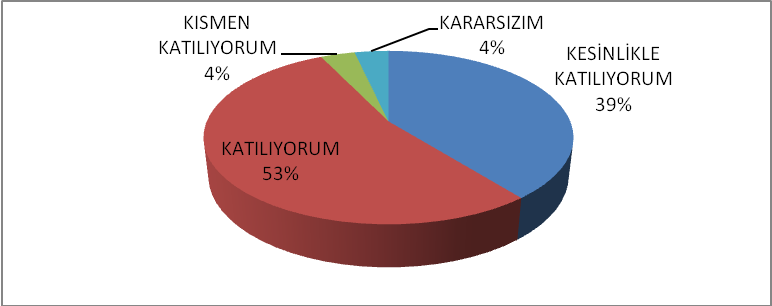 KISMEN
KATILIYORUM
4%
KARARSIZIM
4%
KESİNLİKLE
KATILIYORUM
39%
KATILIYORUM
53%